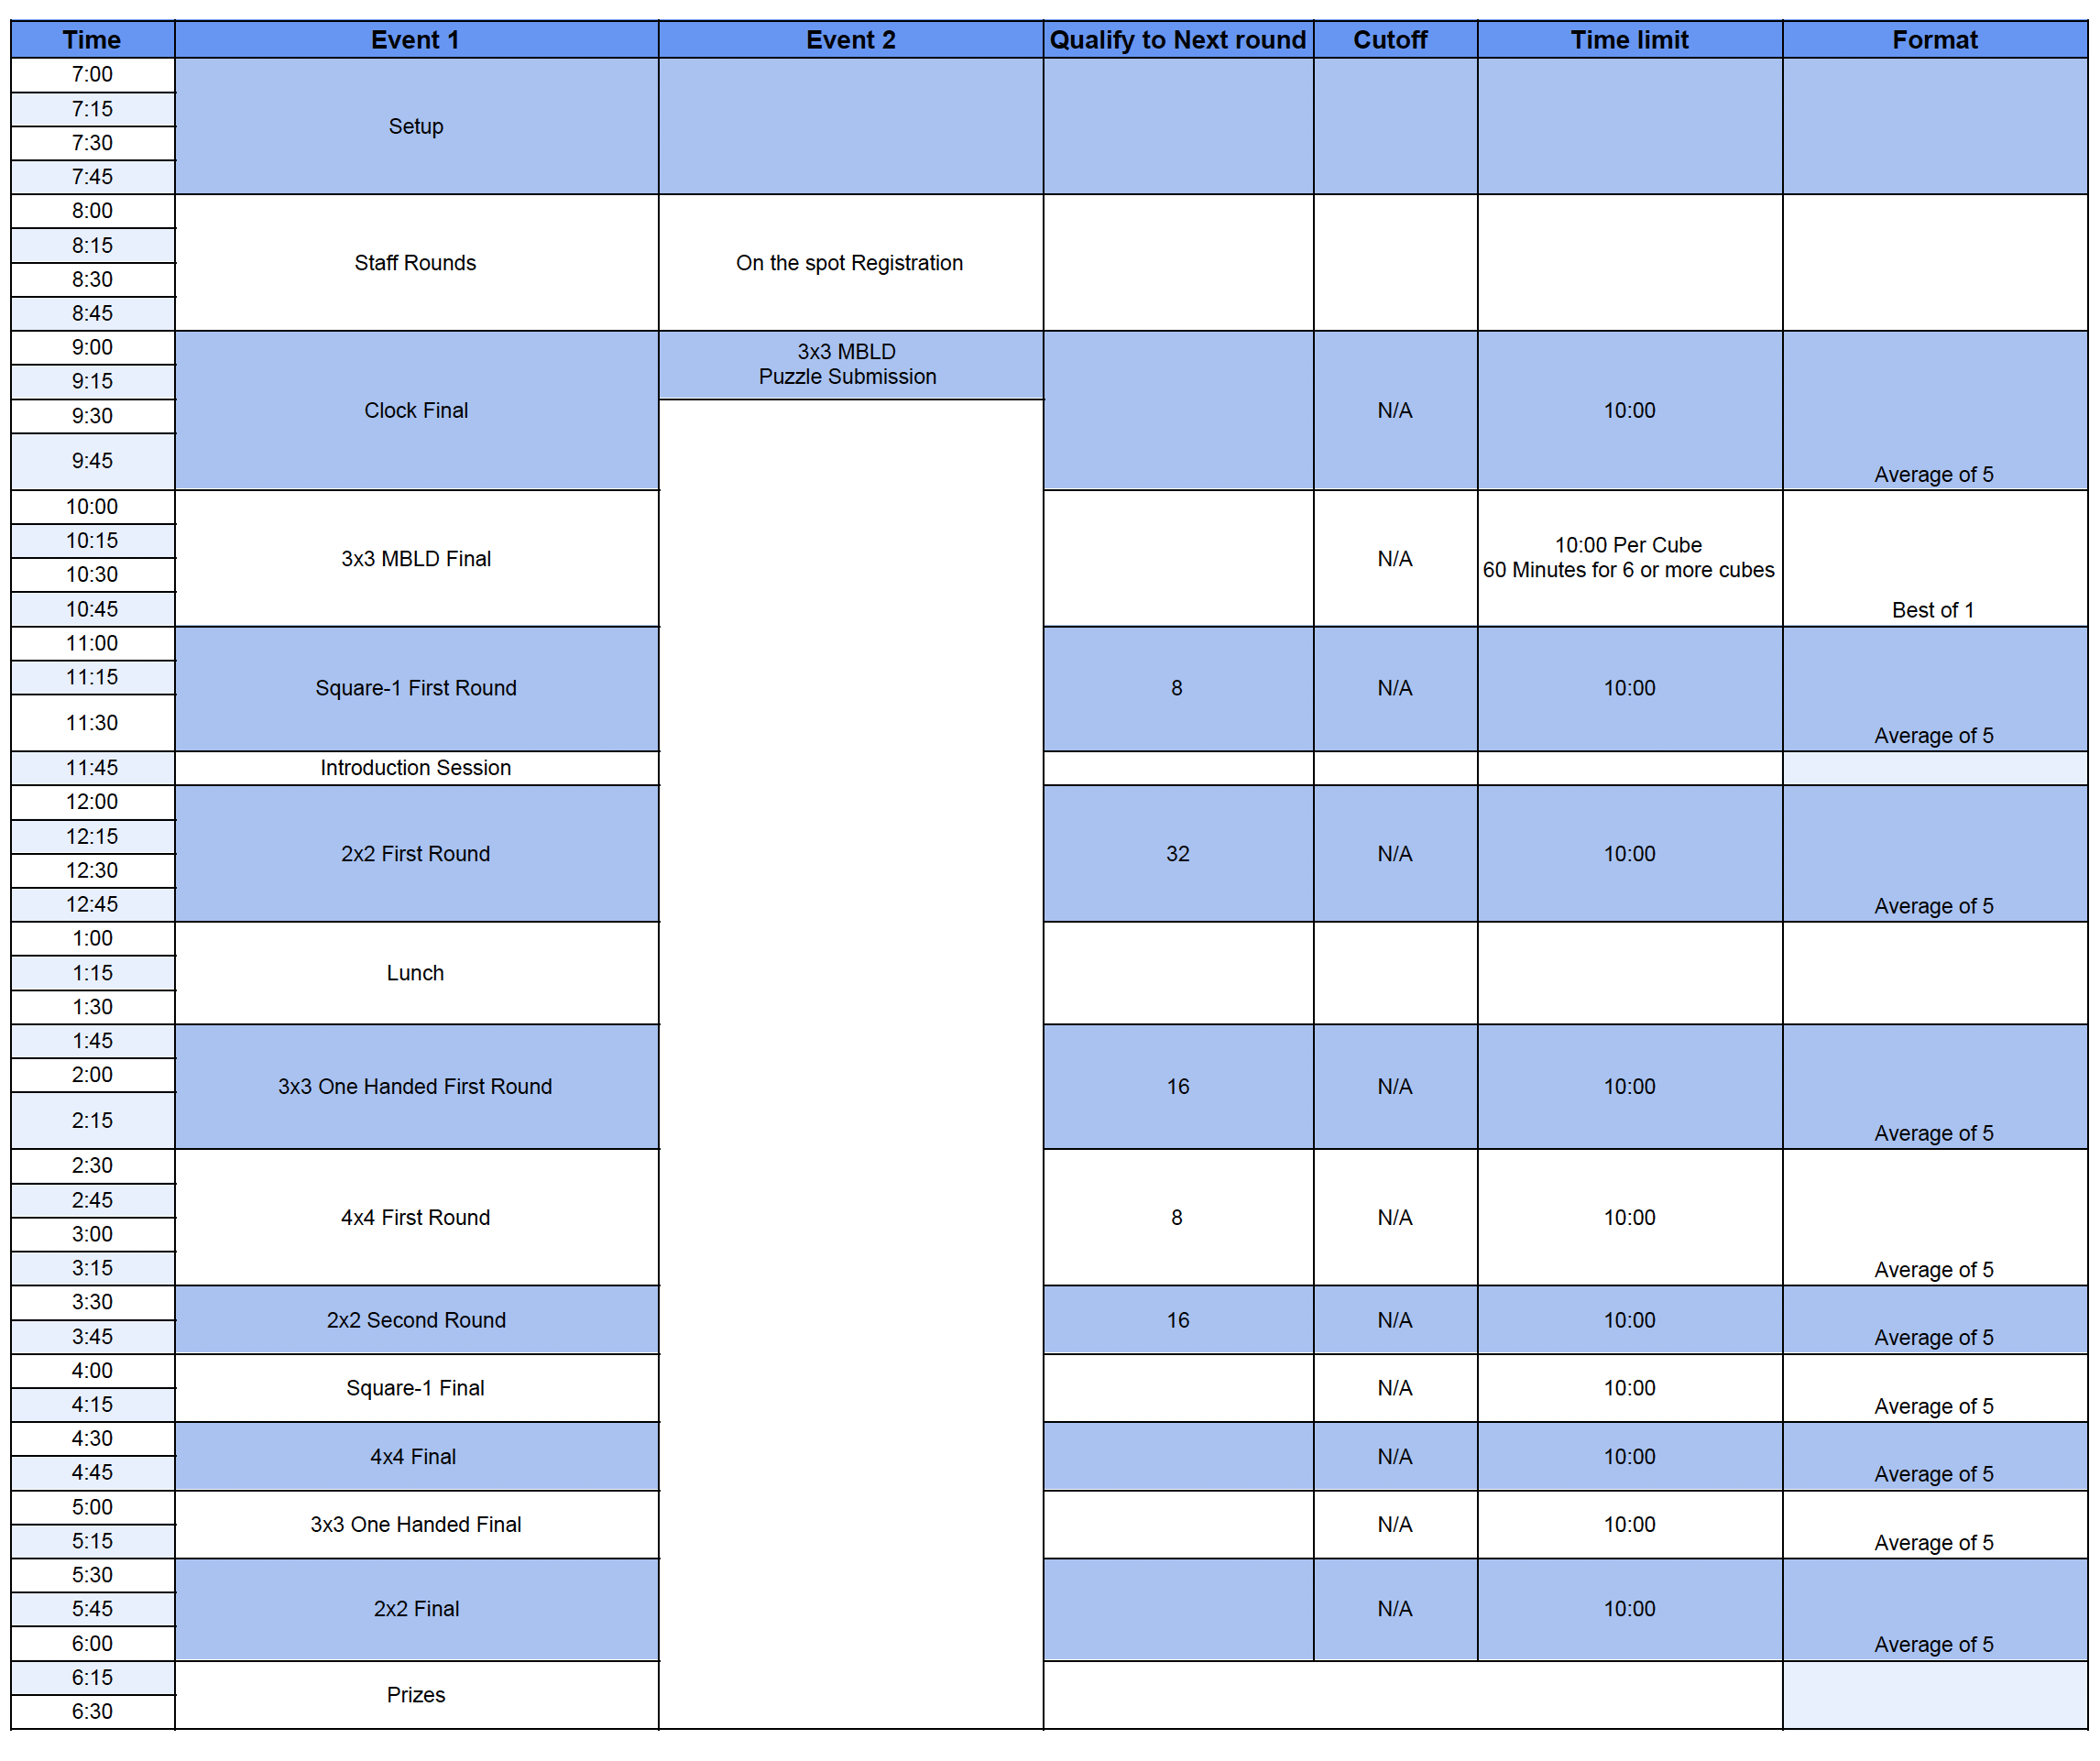 Time Event 1 Event 2 Qualify to Next round Cutoff Time limit Format
7:00
7:15
Setup
7:30
7:45
8:00
8:15
Staff Rounds On the spot Registration
8:30
8:45
9:00
3x3 MBLD
Puzzle Submission
9:15
9:30
Clock Final N/A 10:00
9:45
Average of 5
10:00
10:15
10:00 Per Cube
3x3 MBLD Final N/A
60 Minutes for 6 or more cubes
10:30
10:45 Best of 1
11:00
11:15
Square-1 First Round 8 N/A 10:00
11:30
Average of 5
11:45 Introduction Session
12:00
12:15
2x2 First Round 32 N/A 10:00
12:30
12:45 Average of 5
1:00
1:15 Lunch
1:30
1:45
2:00
3x3 One Handed First Round 16 N/A 10:00
2:15
Average of 5
2:30
2:45
4x4 First Round 8 N/A 10:00
3:00
3:15 Average of 5
3:30
2x2 Second Round 16 N/A 10:00
3:45 Average of 5
4:00
Square-1 Final N/A 10:00
4:15 Average of 5
4:30
4x4 Final N/A 10:00
4:45 Average of 5
5:00
3x3 One Handed Final N/A 10:00
5:15 Average of 5
5:30
5:45 2x2 Final N/A 10:00
6:00 Average of 5
6:15
Prizes
6:30